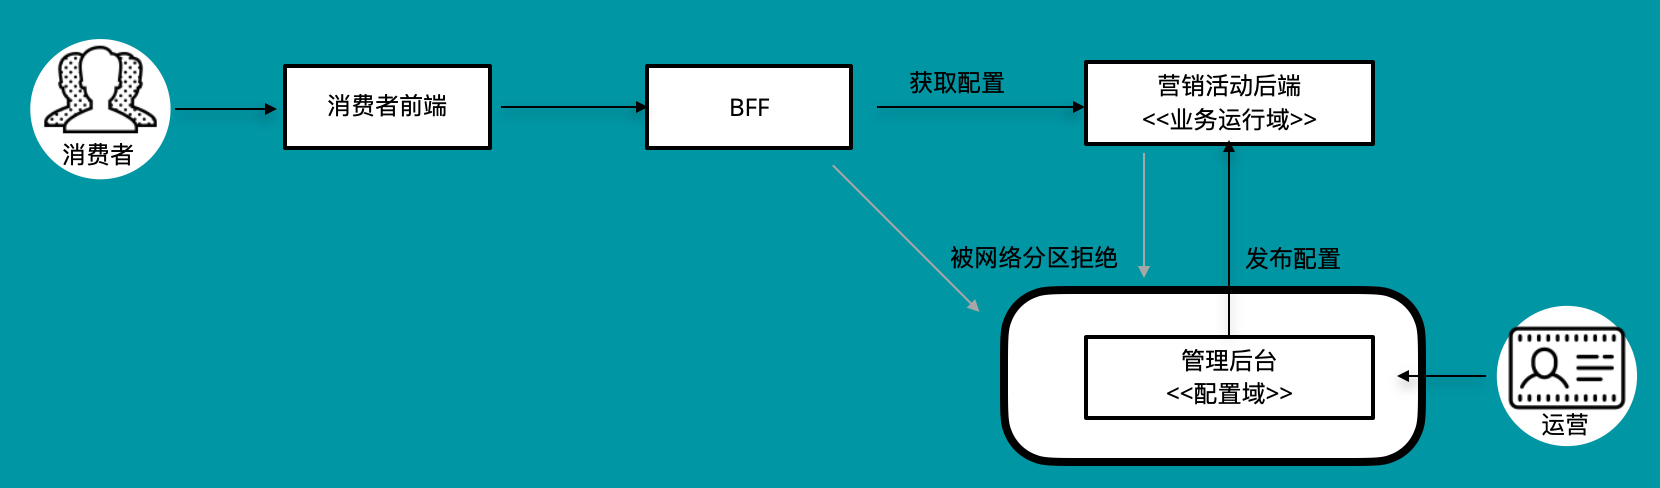 消费者
消费者前端
BFF
获取配置
营销活动后端
<<业务运行域>>
被网络分区拒绝
发布配置
管理后台
<<配置域>>
运营